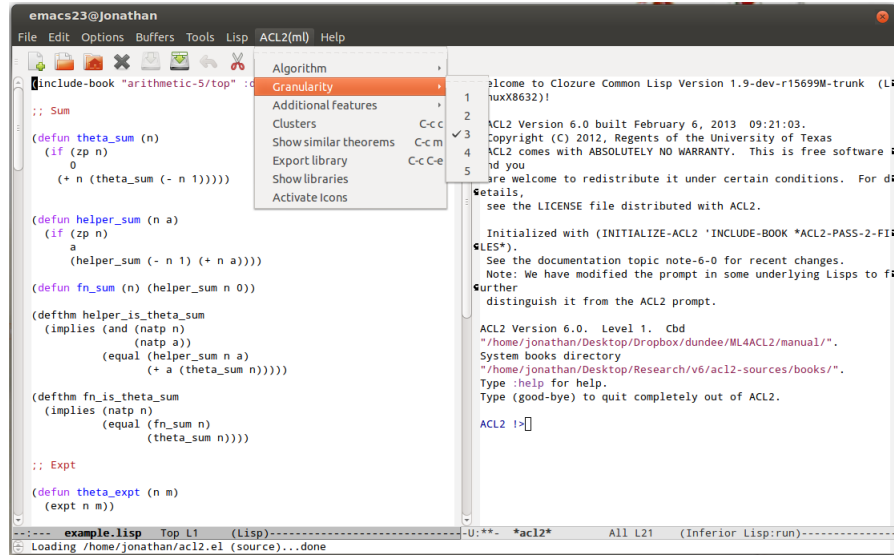 emacs23@Jonathan
File Edit Options Buffers Tools Lisp ACL2(ml) Help
Algorithm
Granularity
Additional features
Clusters C-c c
Show similar theorems C-c m
Export library C-c C-e
Show libraries
Activate Icons
1
2
✓3
4
5
(include-book "arithmetic-5/top" :d
;; Sum
(defun theta_sum (n)
(if (zp n)
0
(+ n (theta_sum (- n 1)))))
(defun helper_sum (n a)
(if (zp n)
a
(helper_sum (- n 1) (+ n a))))
(defun fn_sum (n) (helper_sum n 0))
(defthm helper_is_theta_sum
(implies (and (natp n)
(natp a))
(equal (helper_sum n a)
(+ a (theta_sum n)))))
(defthm fn_is_theta_sum
(implies (natp n)
(equal (fn_sum n)
(theta_sum n))))
;; Expt
(defun theta_expt (n m)
(expt n m))
elcome to Clozure Common Lisp Version 1.9-dev-r15699M-trunk (L
nuxX8632)!
ACL2 Version 6.0 built February 6, 2013 09:21:03.
Copyright (C) 2012, Regents of the University of Texas
ACL2 comes with ABSOLUTELY NO WARRANTY. This is free software
nd you
are welcome to redistribute it under certain conditions. For d
etails,
see the LICENSE file distributed with ACL2.
Initialized with (INITIALIZE-ACL2 'INCLUDE-BOOK *ACL2-PASS-2-FI
LES*).
See the documentation topic note-6-0 for recent changes.
Note: We have modified the prompt in some underlying Lisps to f
urther
distinguish it from the ACL2 prompt.
ACL2 Version 6.0. Level 1. Cbd
"/home/jonathan/Desktop/Dropbox/dundee/ML4ACL2/manual/".
System books directory
"/home/jonathan/Desktop/Research/v6/acl2-sources/books/".
Type :help for help.
Type (good-bye) to quit completely out of ACL2.
ACL2 !>
--:--- example.lisp Top L1 (Lisp)----------------------------
-U:**- *acl2* All L21 (Inferior Lisp:run)-------------
Loading /home/jonathan/acl2.el (source)...done